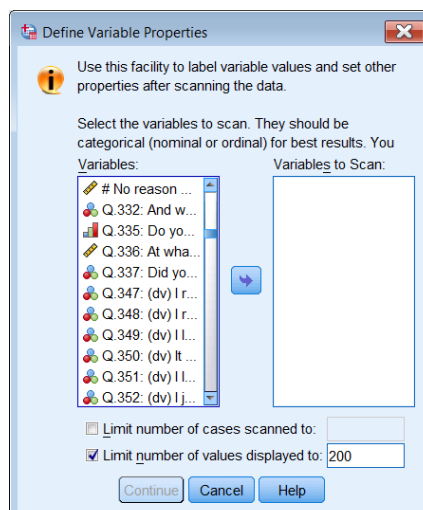 Define Variable Properties
Use this facility to label variable values and set other
properties after scanning the data.
Select the variables to scan. They should be
categorical (nominal or ordinal) for best results. You
Variables:
Variables to Scan:
# No reason ...
Q.332: And w...
Q.335: Do yo...
Q.336: At wha...
Q.337: Did yo...
Q.347: (dv) I r...
Q.348: (dv) I r...
Q.349: (dv) I l...
Q.350: (dv) It ...
Q.351: (dv) I l...
Q.352: (dv) I j...
Limit number of cases scanned to:
Limit number of values displayed to: 200
Continue Cancel Help